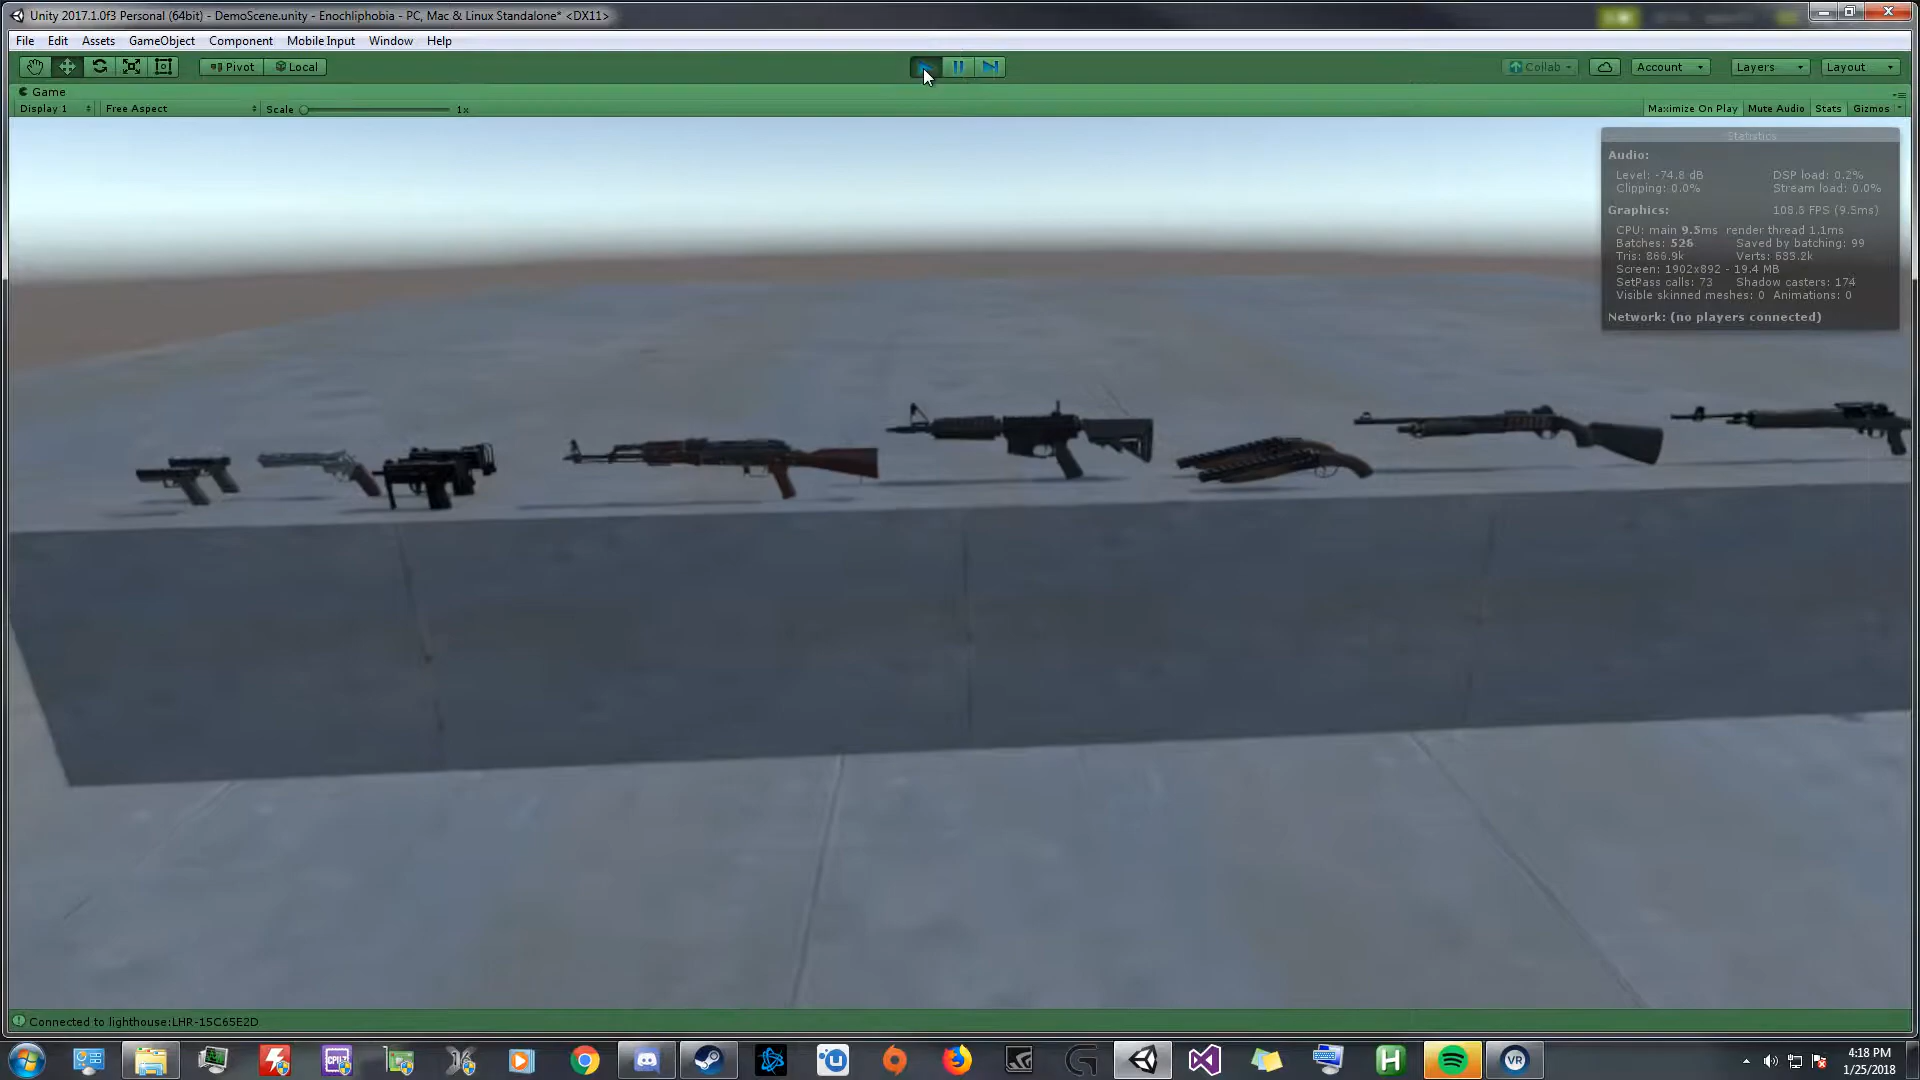 Unity 2017.1.0f3 Personal (64bit) - DemoScene.unity - Enochliphobia - PC, Mac & Linux Standalone* <DX11>
File Edit Assets GameObject Component Mobile Input Window Help
Pivot Local Collab Account Layers Layout
Game
Display 1 Free Aspect Scale 1x Maximize On Play Mute Audio Stats Gizmos
Statistics
Audio:
Level: -74.8 dB DSP load: 0.2%
Clipping: 0.0% Stream load: 0.0%
Graphics: 108.8 FPS (9.5ms)
CPU: main 9.5ms render thread 1.1ms
Batches: 526 Saved by batching: 99
Tris: 866.9k Verts: 633.2k
Screen: 1902x892 - 19.4 MB
SetPass calls: 73 Shadow casters: 174
Visible skinned meshes: 0 Animations: 0
Network: (no players connected)
Connected to lighthouse:LHR-15C65E2D
CPU
VR
4:18 PM
1/25/2018